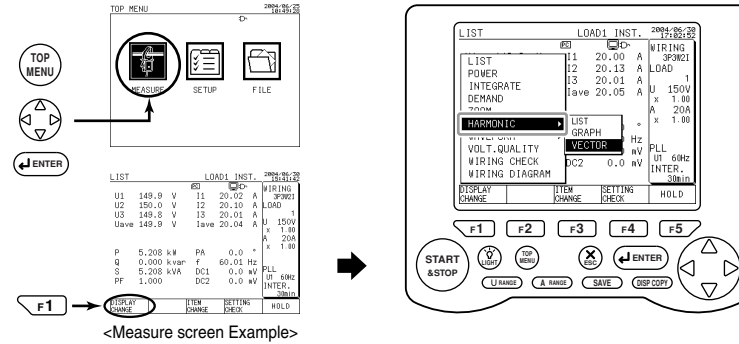 TOP MENU
2004/06/25
10:49:28
TOP
MENU
MEASURE
SETUP
FILE
ENTER
LIST
LOAD1 INST.
2004/06/30
15:41:42
U1 149.9 V I1 20.02 A
U2 150.0 V I2 20.10 A
U3 149.8 V I3 20.01 A
Uave 149.9 V Iave 20.04 A
P 5.208 kW PA 0.0 °
Q 0.000 kvar f 60.01 Hz
S 5.208 kVA DC1 0.0 mV
PF 1.000 DC2 0.0 mV
WIRING
3P3W2I
LOAD
1
U 150V
x 1.00
A 20A
x 1.00
PLL
U1 60Hz
INTER.
30min
DISPLAY
CHANGE
ITEM
CHANGE
SETTING
CHECK
HOLD
F1
<Measure screen Example>
LIST
LOAD1 INST.
2004/06/30
17:02:52
LIST
POWER
INTEGRATE
DEMAND
HARMONIC
VOLT.QUALITY
WIRING CHECK
WIRING DIAGRAM
LIST
GRAPH
VECTOR
I1 20.00 A
I2 20.13 A
I3 20.01 A
Iave 20.05 A
°
Hz
mV
DC2 0.0 mV
WIRING
3P3W2I
LOAD
1
U 150V
x 1.00
A 20A
x 1.00
PLL
U1 60Hz
INTER.
30min
DISPLAY
CHANGE
ITEM
CHANGE
SETTING
CHECK
HOLD
F1
F2
F3
F4
F5
START
&STOP
LIGHT
TOP
MENU
ESC
ENTER
U RANGE
A RANGE
SAVE
DISP COPY